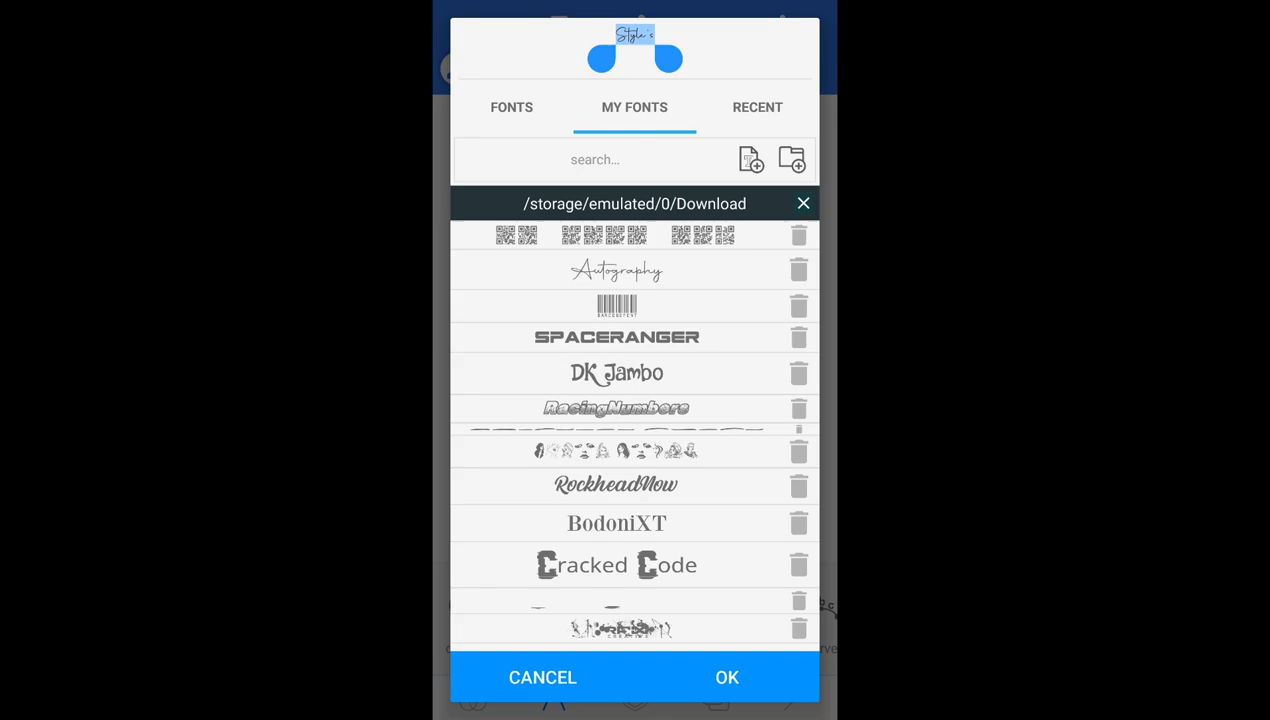 Style's
FONTS MY FONTS RECENT
search...
/storage/emulated/0/Download
Autography
BARCODEFONT
SPACERANGER
DK Jambo
RacingNumbers
RockheadNow
BodoniXT
Cracked Code
CANCEL OK